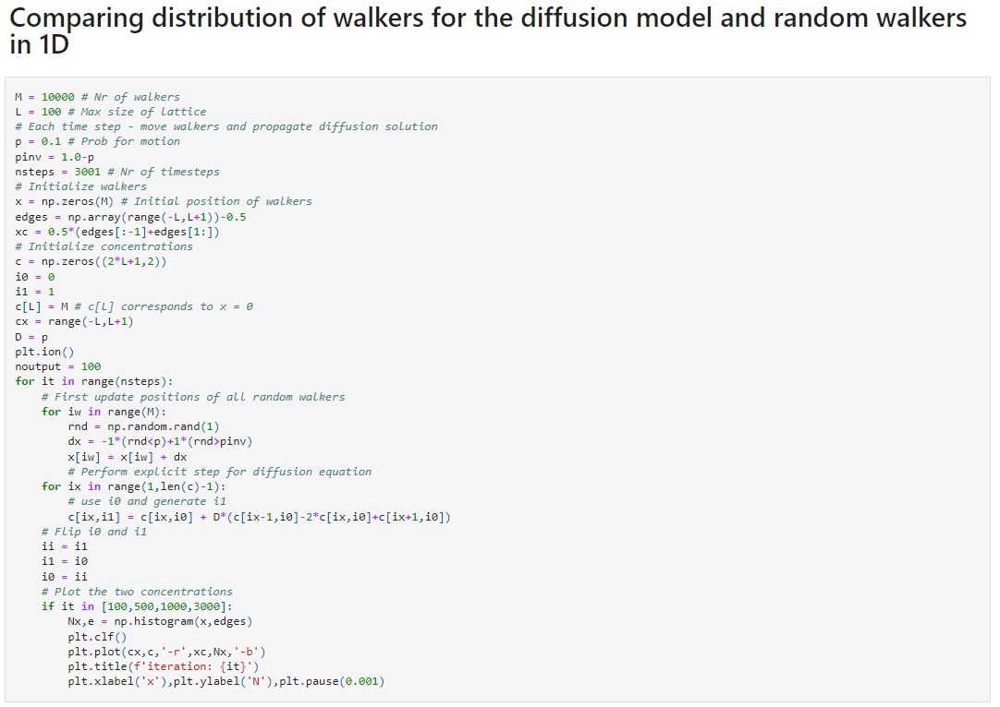 Comparing distribution of walkers for the diffusion model and random walkers
in 1D
M = 10000 # Nr of walkers
L = 100 # Max size of lattice
# Each time step - move walkers and propagate diffusion solution
p = 0.1 # Prob for motion
pinv = 1.0-p
nsteps = 3001 # Nr of timesteps
# Initialize walkers
x = np.zeros(M) # Initial position of walkers
edges = np.array(range(-L,L+1))-0.5
xc = 0.5*(edges[:-1]+edges[1:])
# Initialize concentrations
c = np.zeros((2*L+1,2))
i0 = 0
i1 = 1
c[L] = M # c[L] corresponds to x = 0
cx = range(-L,L+1)
D = p
plt.ion()
noutput = 100
for it in range(nsteps):
    # First update positions of all random walkers
    for iw in range(M):
        rnd = np.random.rand(1)
        dx = -1*(rnd<p)+1*(rnd>pinv)
        x[iw] = x[iw] + dx
        # Perform explicit step for diffusion equation
    for ix in range(1,len(c)-1):
        # use i0 and generate i1
        c[ix,i1] = c[ix,i0] + D*(c[ix-1,i0]-2*c[ix,i0]+c[ix+1,i0])
    # Flip i0 and i1
    ii = i1
    i1 = i0
    i0 = ii
    # Plot the two concentrations
    if it in [100,500,1000,3000]:
        Nx,e = np.histogram(x,edges)
        plt.clf()
        plt.plot(cx,c,'-r',xc,Nx,'-b')
        plt.title(f'iteration: {it}')
        plt.xlabel('x'),plt.ylabel('N'),plt.pause(0.001)